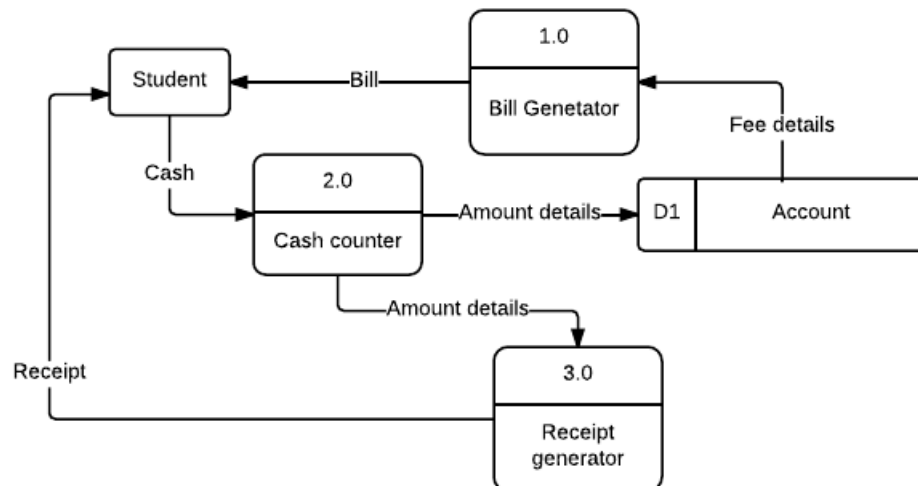 1.0
Student
Bill
Bill Genetator
Fee details
Cash
2.0
Amount details
D1
Account
Cash counter
Amount details
Receipt
3.0
Receipt
generator